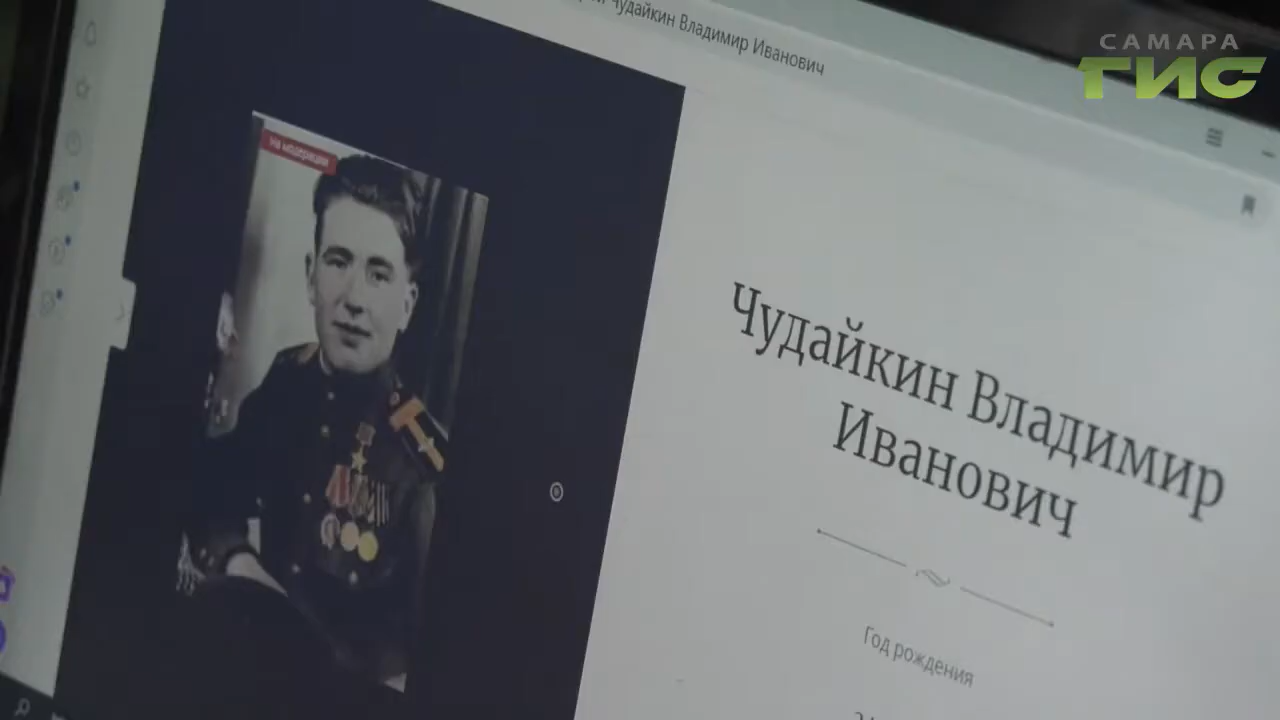 Чудайкин Владимир Иванович
САМАРА
ГИС
На модерации
Чудайкин Владимир
Иванович
Год рождения